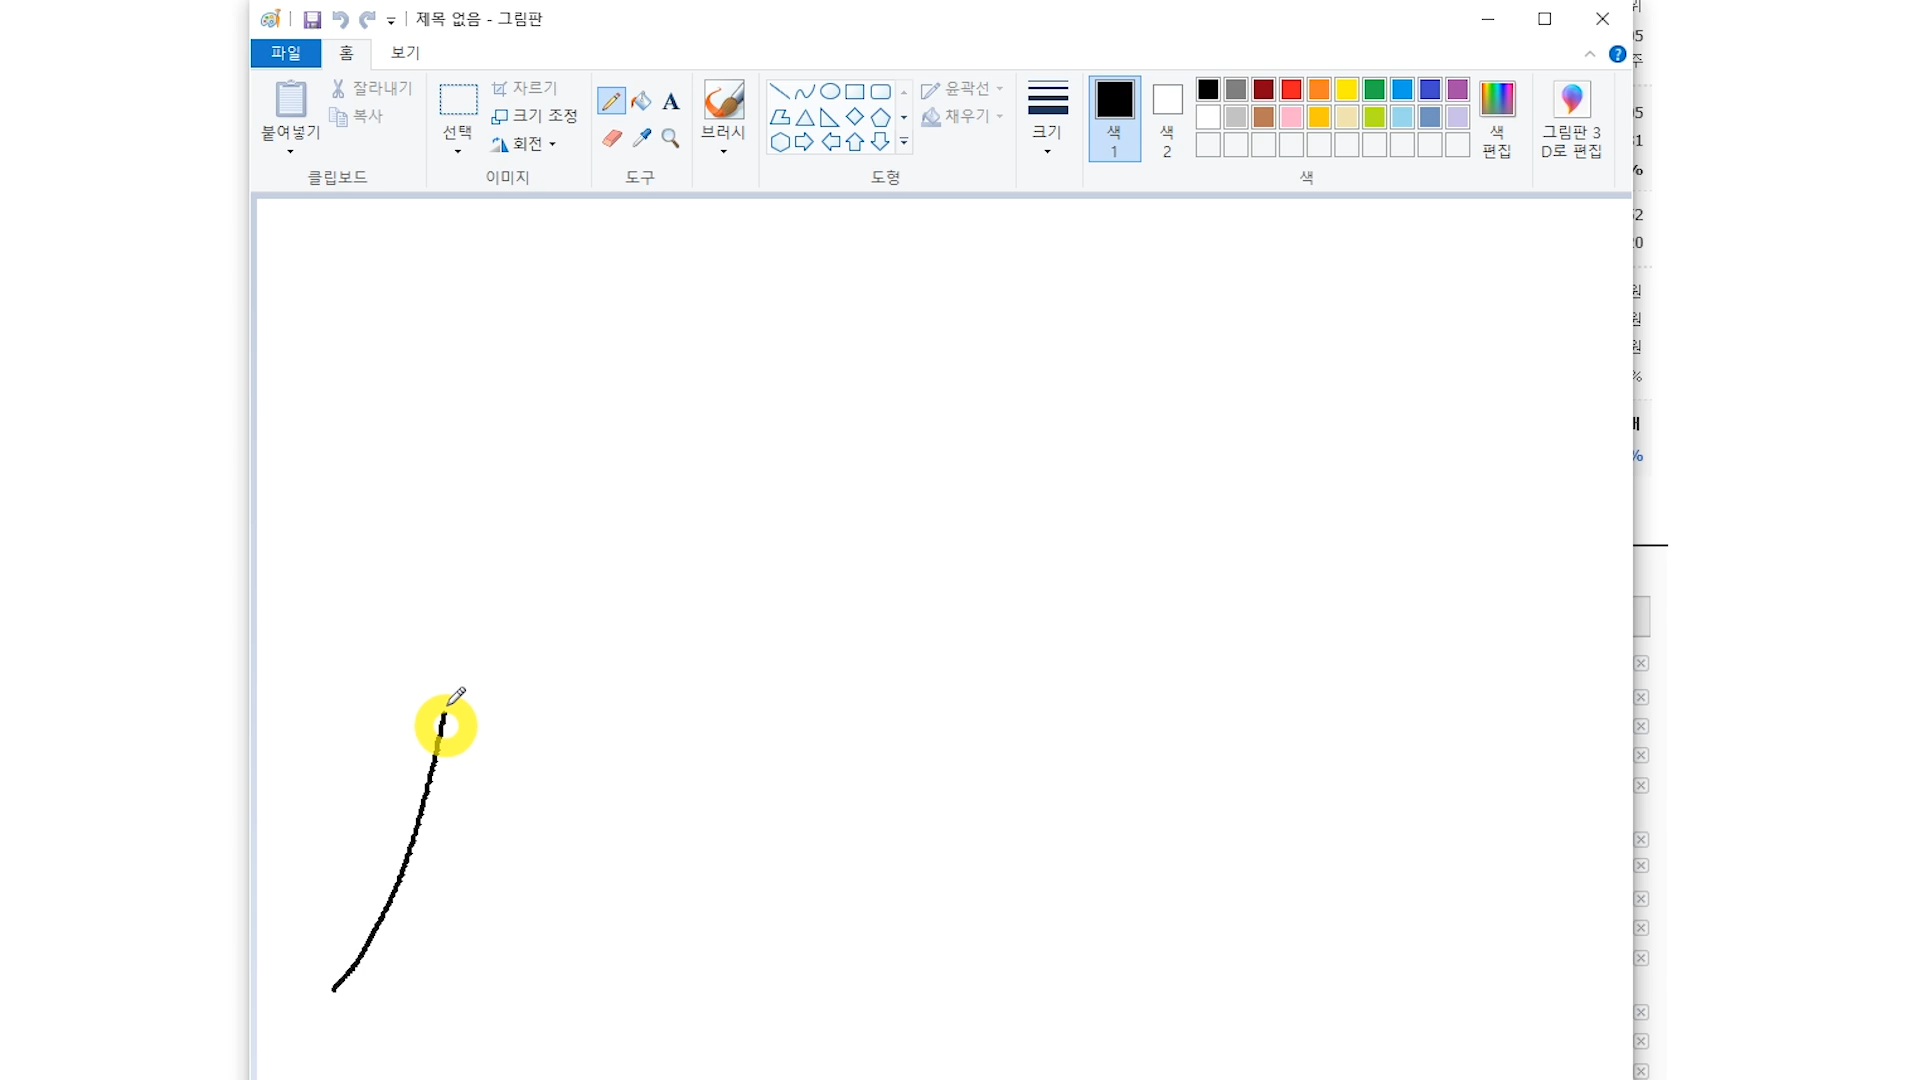 제목 없음 - 그림판
파일 홈 보기
붙여넣기
잘라내기
복사
클립보드
선택
자르기
크기 조정
회전
이미지
A
도구
브러시
도형
윤곽선
채우기
크기
색
1
색
2
색
편집
색
그림판 3
D로 편집
?